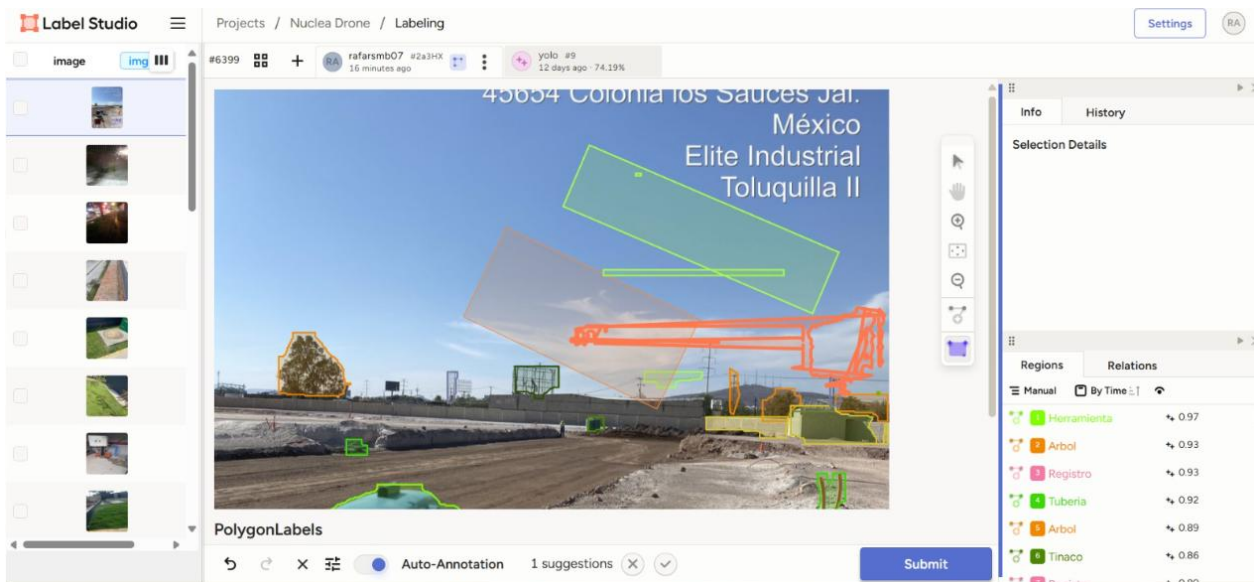 Label Studio
Projects / Nuclea Drone / Labeling
Settings
RA
image
img
#6399
RA
rafarsmb07 #2a3HX
16 minutes ago
yolo #9
12 days ago · 74.19%
45654 Colonia los Sauces Jal.
México
Elite Industrial
Toluquilla II
Info
History
Selection Details
Regions
Relations
Manual
By Time
1 Herramienta 0.97
2 Arbol 0.93
3 Registro 0.93
4 Tuberia 0.92
5 Arbol 0.89
6 Tinaco 0.86
PolygonLabels
Auto-Annotation
1 suggestions
Submit